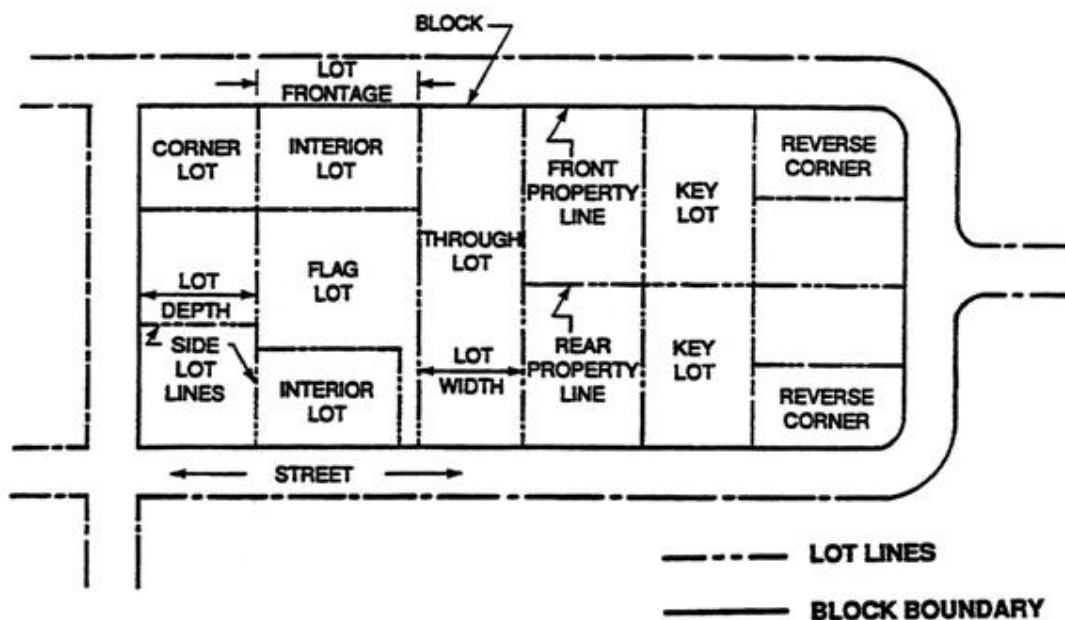 BLOCK
LOT
FRONTAGE
CORNER
LOT
INTERIOR
LOT
FRONT
PROPERTY
LINE
KEY
LOT
REVERSE
CORNER
THROUGH
LOT
FLAG
LOT
LOT
DEPTH
SIDE
LOT
LINES
INTERIOR
LOT
LOT
WIDTH
REAR
PROPERTY
LINE
KEY
LOT
REVERSE
CORNER
STREET
LOT LINES
BLOCK BOUNDARY